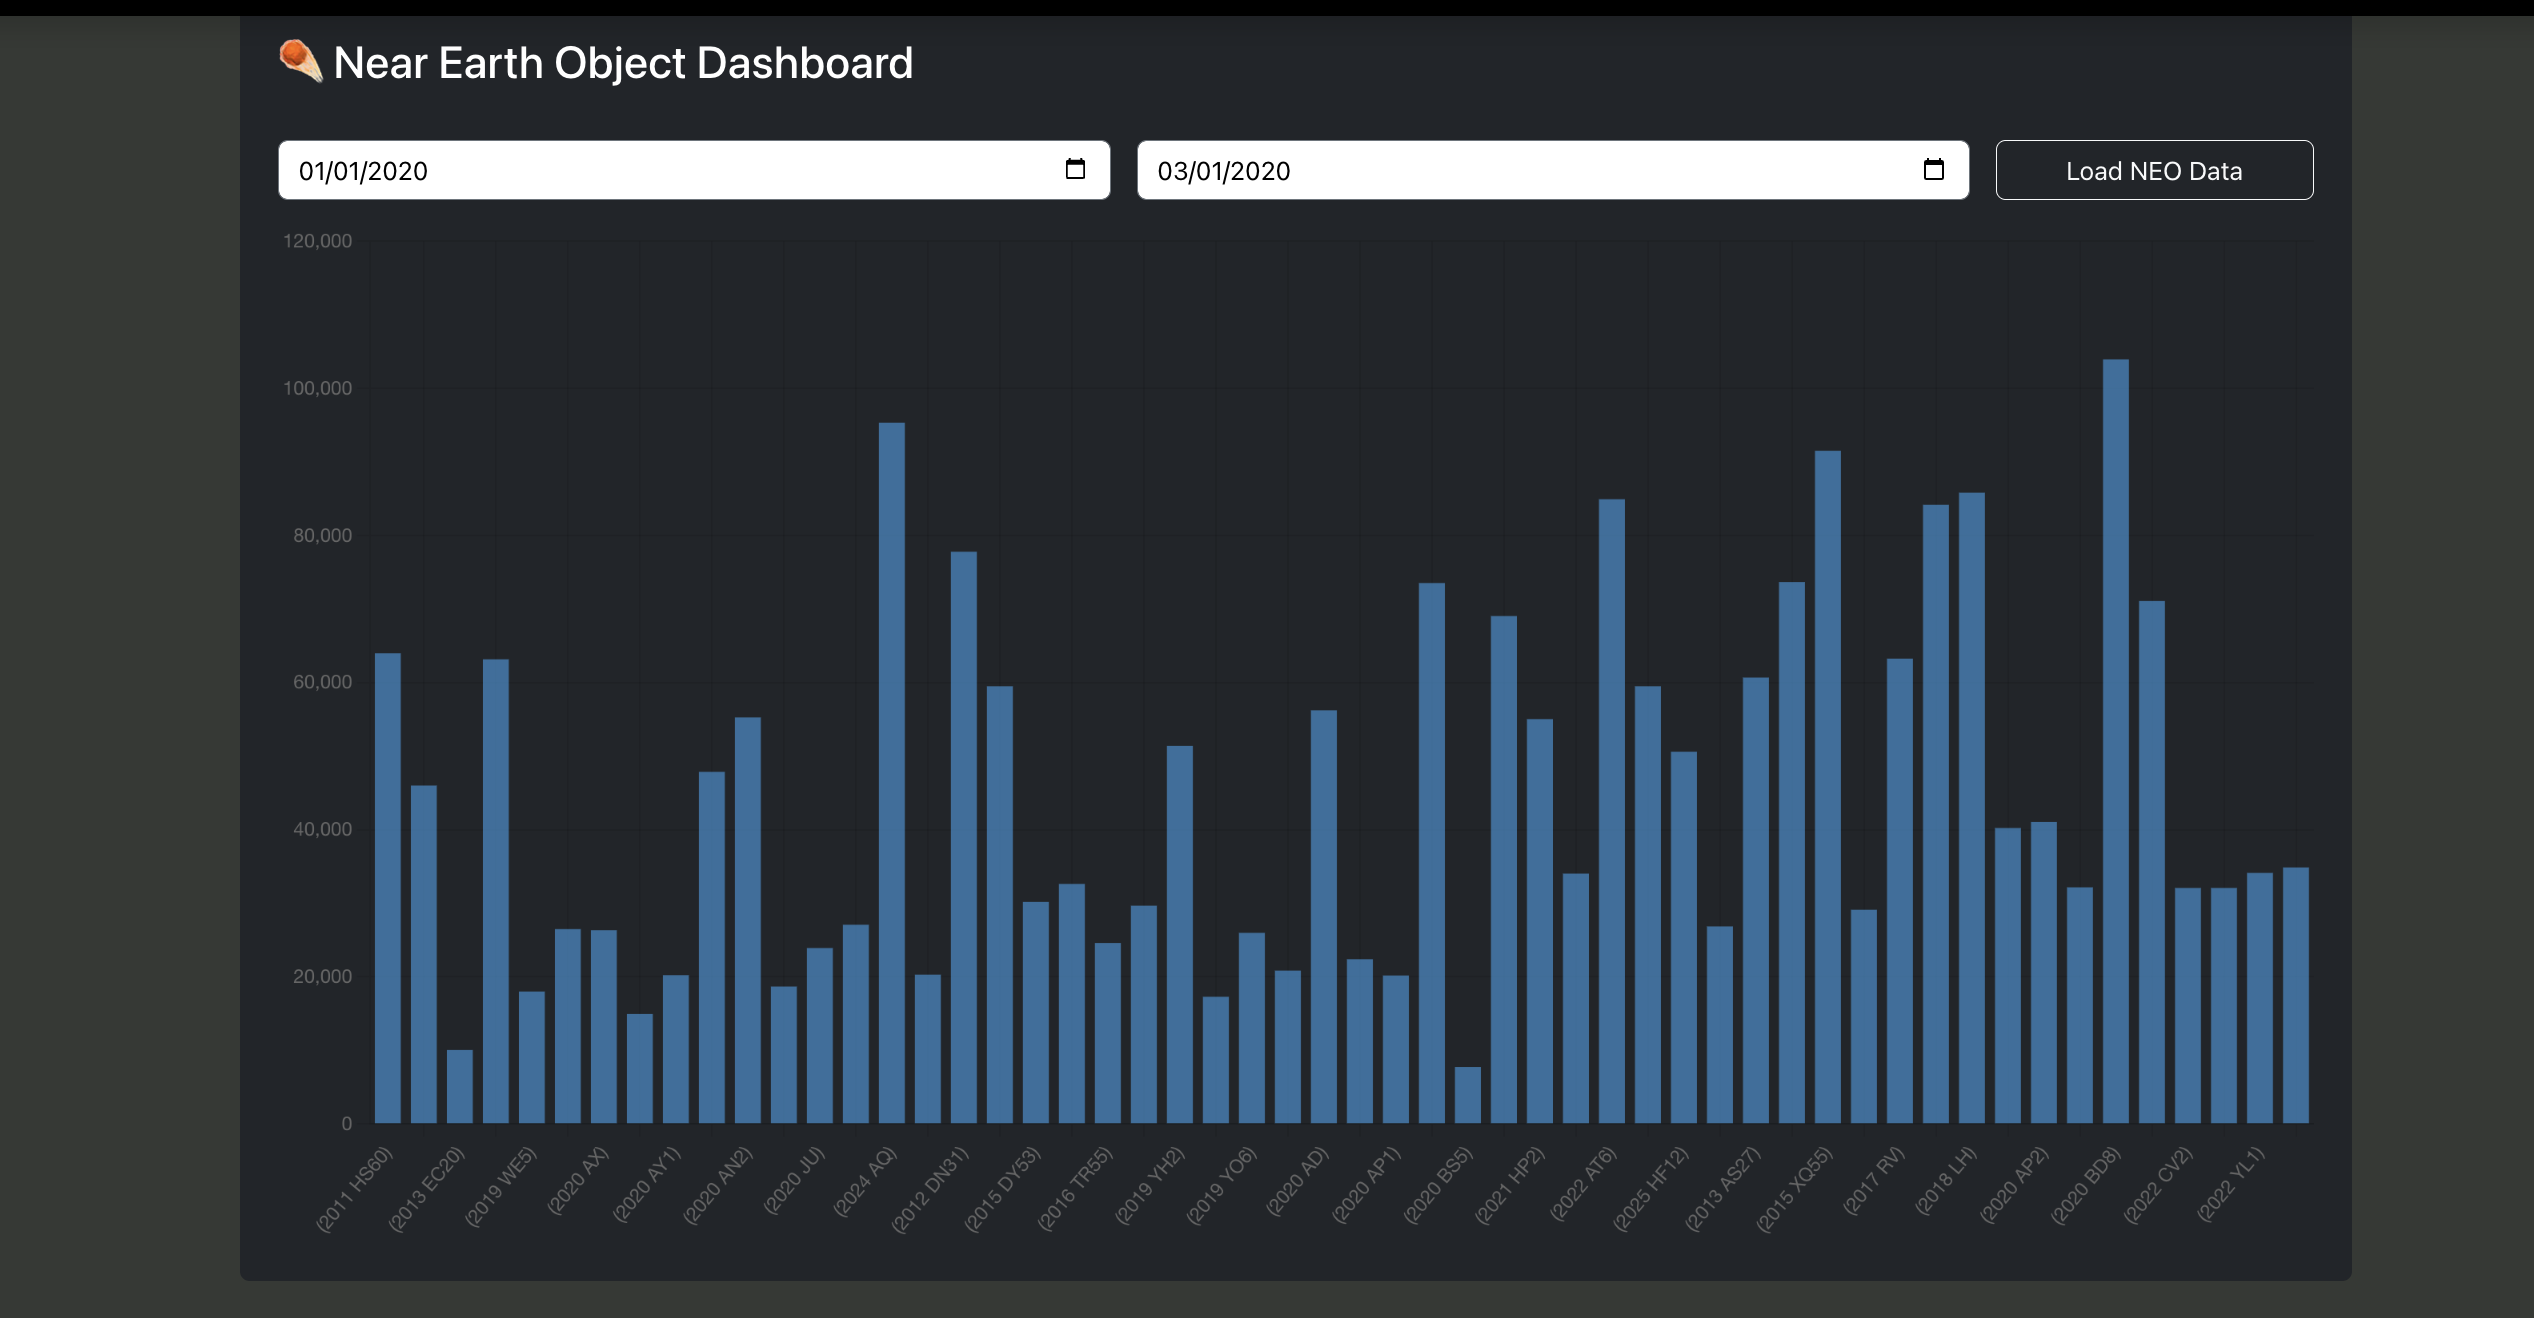 Near Earth Object Dashboard
01/01/2020
03/01/2020
Load NEO Data
120,000
100,000
80,000
60,000
40,000
20,000
0
(2011 HS60)
(2013 EC20)
(2019 WE5)
(2020 AX)
(2020 AY1)
(2020 AN2)
(2020 JU)
(2024 AQ)
(2012 DN31)
(2015 DY53)
(2016 TR55)
(2019 YH2)
(2019 YO6)
(2020 AD)
(2020 AP1)
(2020 BS5)
(2021 HP2)
(2022 AT6)
(2025 HF12)
(2013 AS27)
(2015 XQ55)
(2017 RV)
(2018 LH)
(2020 AP2)
(2020 BD8)
(2022 CV2)
(2022 YL1)